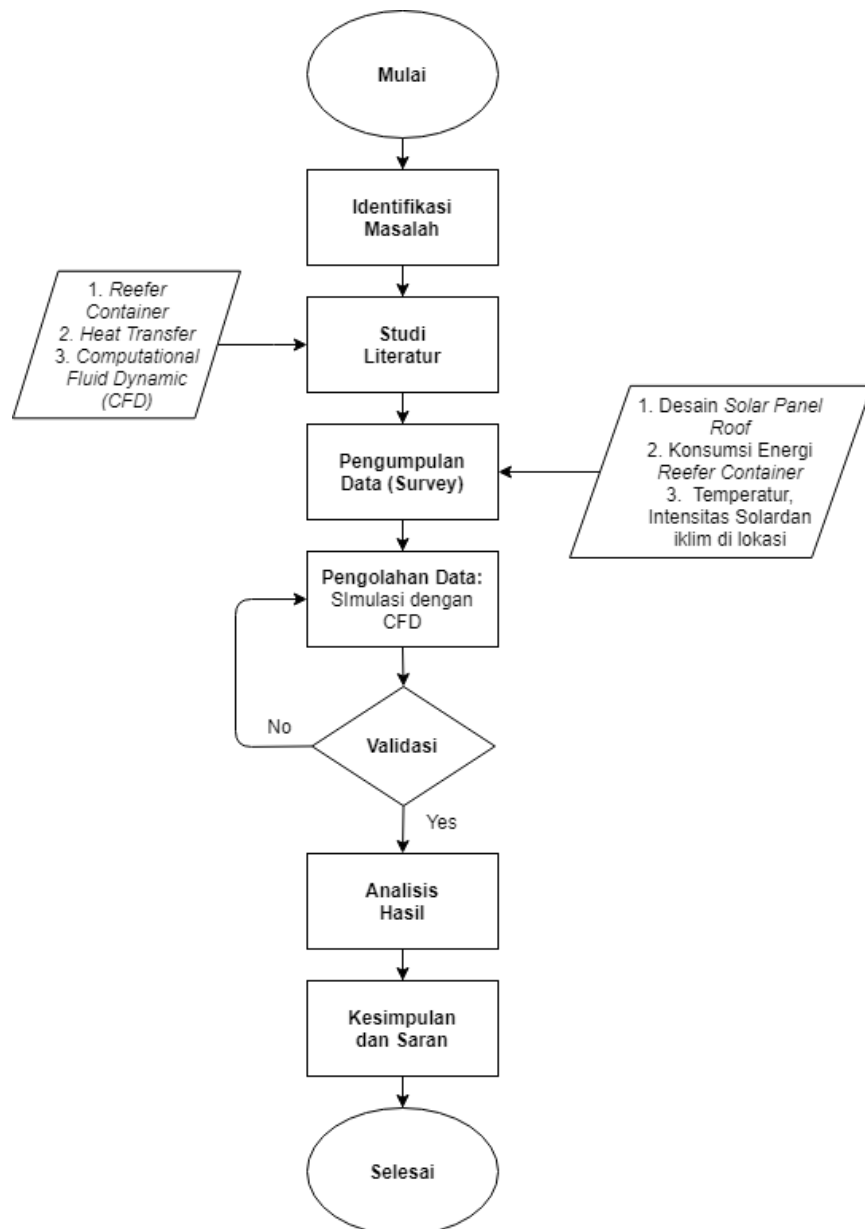 Mulai
Identifikasi
Masalah
1. Reefer
Container
2. Heat Transfer
3. Computational
Fluid Dynamic
(CFD)
Studi
Literatur
Pengumpulan
Data (Survey)
1. Desain Solar Panel
Roof
2. Konsumsi Energi
Reefer Container
3. Temperatur,
Intensitas Solardan
iklim di lokasi
Pengolahan Data:
SImulasi dengan
CFD
No
Validasi
Yes
Analisis
Hasil
Kesimpulan
dan Saran
Selesai